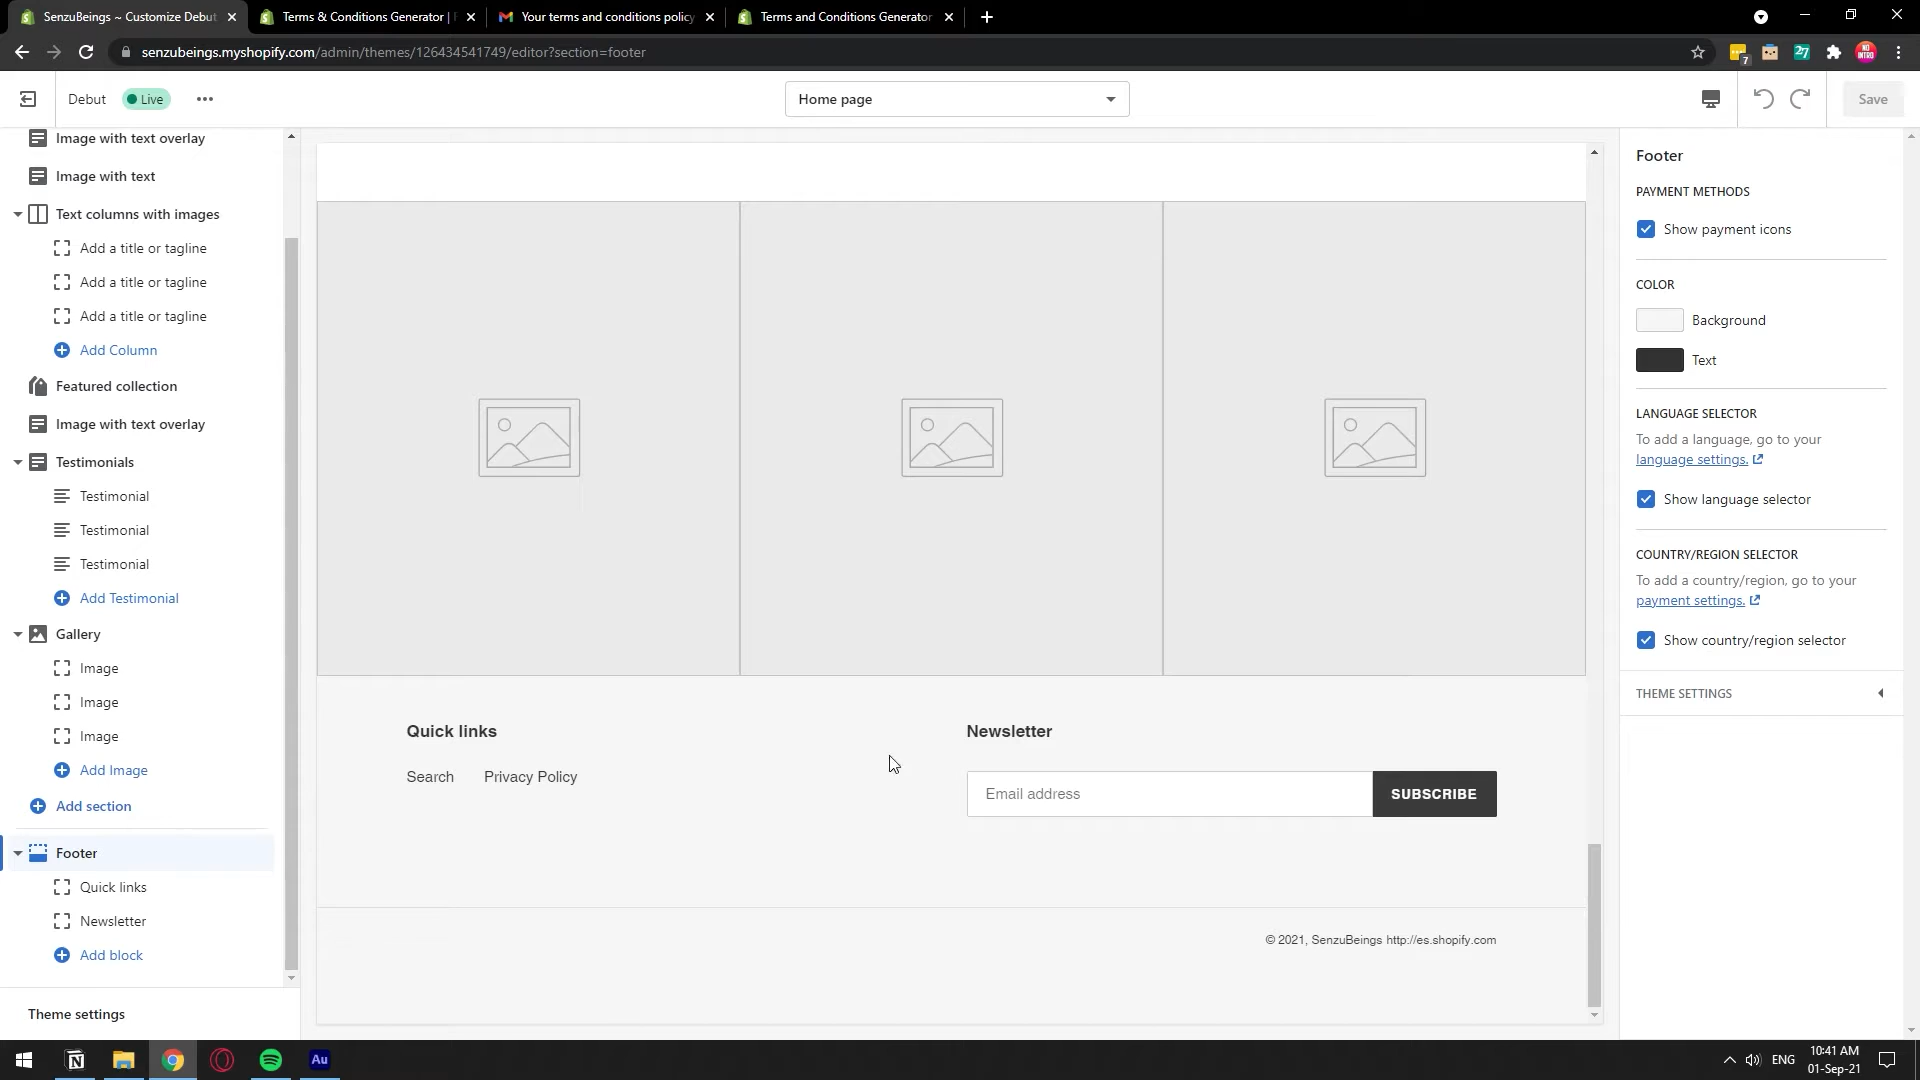 SenzuBeings ~ Customize Debut
Terms & Conditions Generator |
Your terms and conditions policy
Terms and Conditions Generator
senzubeings.myshopify.com/admin/themes/126434541749/editor?section=footer
7
27
NO
INTRO
Debut
Live
Home page
Save
Image with text overlay
Image with text
Text columns with images
Add a title or tagline
Add a title or tagline
Add a title or tagline
Add Column
Featured collection
Image with text overlay
Testimonials
Testimonial
Testimonial
Testimonial
Add Testimonial
Gallery
Image
Image
Image
Add Image
Add section
Footer
Quick links
Newsletter
Add block
Theme settings
Quick links
Search
Privacy Policy
Newsletter
Email address
SUBSCRIBE
© 2021, SenzuBeings http://es.shopify.com
Footer
PAYMENT METHODS
Show payment icons
COLOR
Background
Text
LANGUAGE SELECTOR
To add a language, go to your
language settings.
Show language selector
COUNTRY/REGION SELECTOR
To add a country/region, go to your
payment settings.
Show country/region selector
THEME SETTINGS
Au
ENG
10:41 AM
01-Sep-21